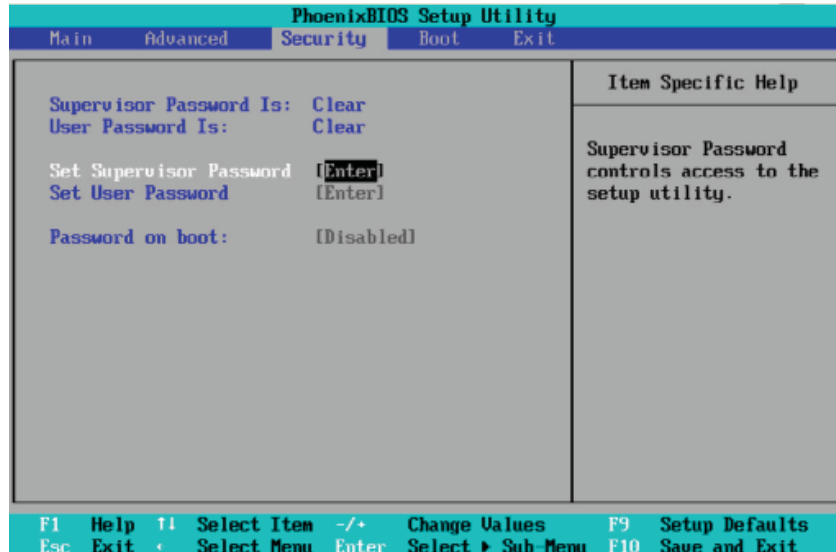 PhoenixBIOS Setup Utility
Main Advanced Security Boot Exit
Item Specific Help
Supervisor Password Is: Clear
User Password Is: Clear
Set Supervisor Password [Enter]
Set User Password [Enter]
Password on boot: [Disabled]
Supervisor Password
controls access to the
setup utility.
F1 Help ↑↓ Select Item -/+ Change Values F9 Setup Defaults
Esc Exit ‹ Select Menu Enter Select ▶ Sub-Menu F10 Save and Exit